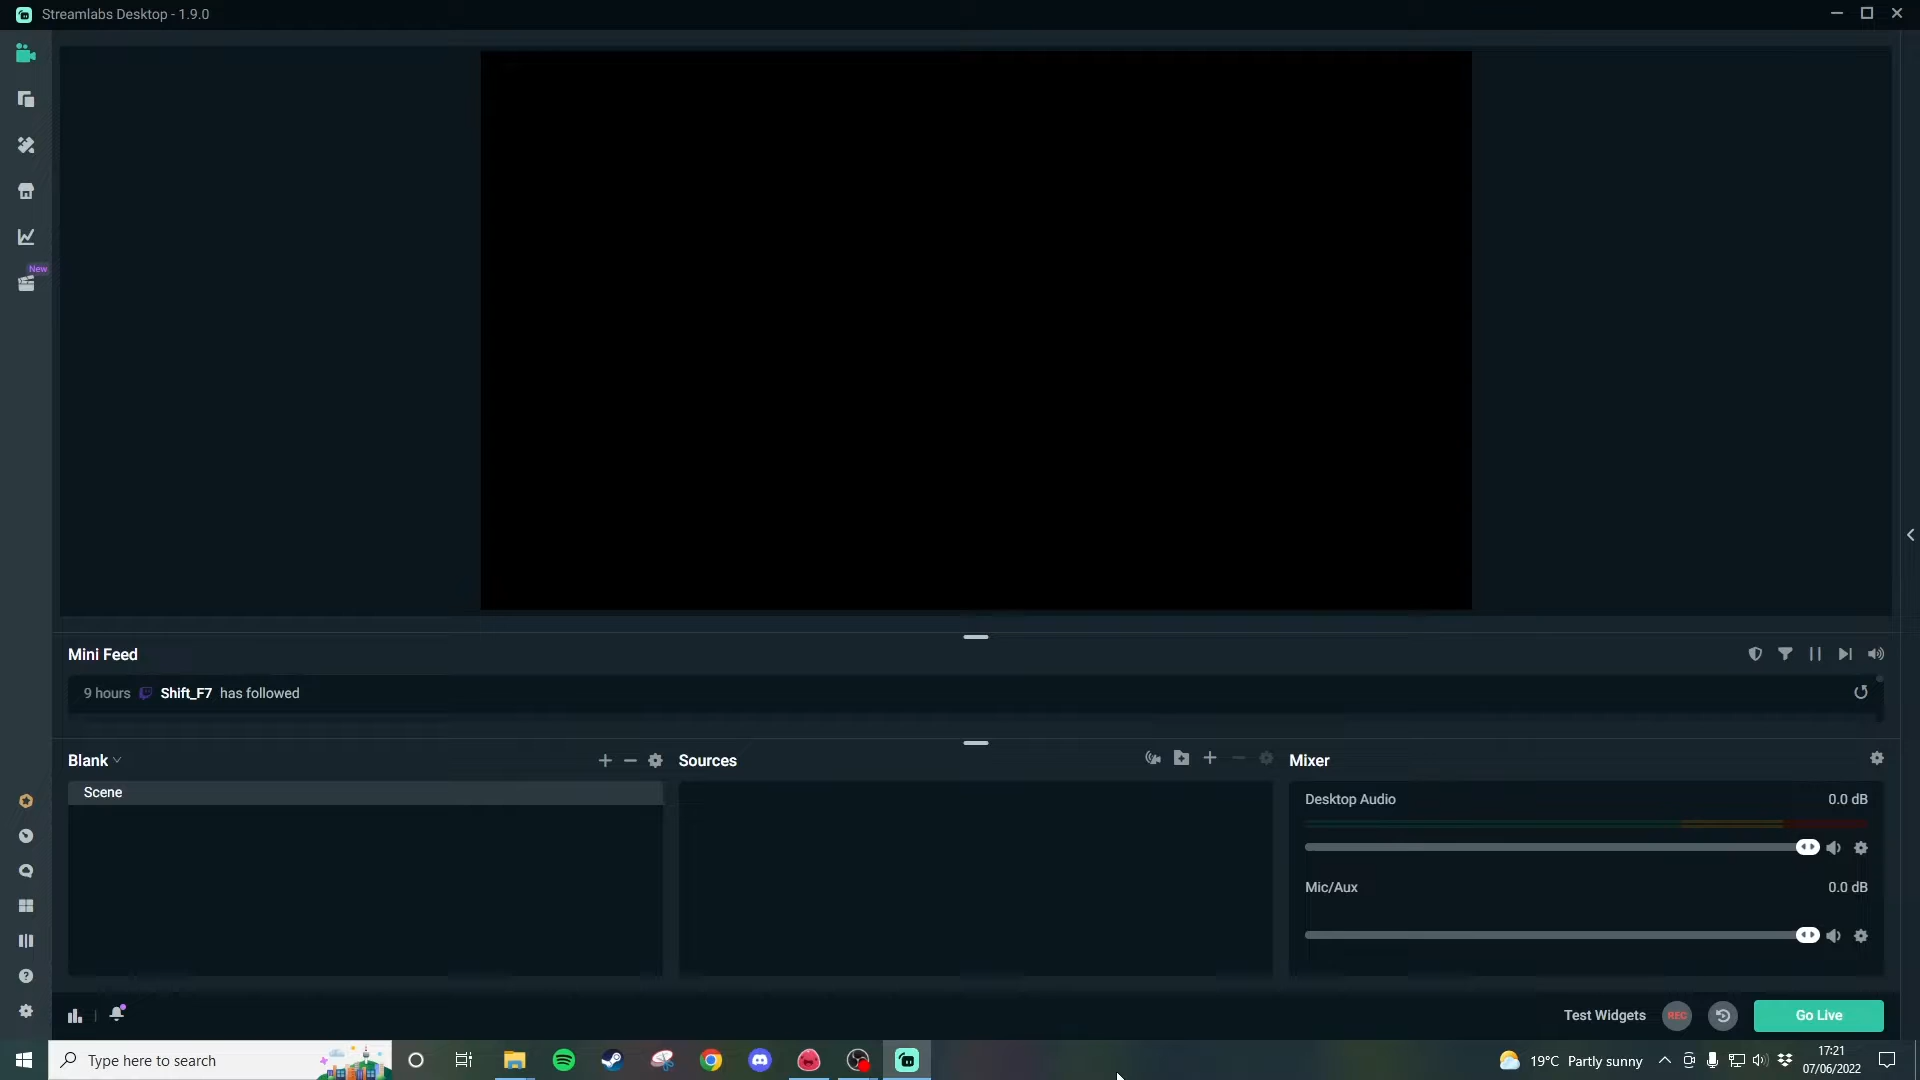 Streamlabs Desktop - 1.9.0
New
Mini Feed
9 hours Shift_F7 has followed
Blank
Sources
Mixer
Scene
Desktop Audio 0.0 dB
Mic/Aux 0.0 dB
Test Widgets
REC
Go Live
Type here to search
19°C Partly sunny
17:21
07/06/2022